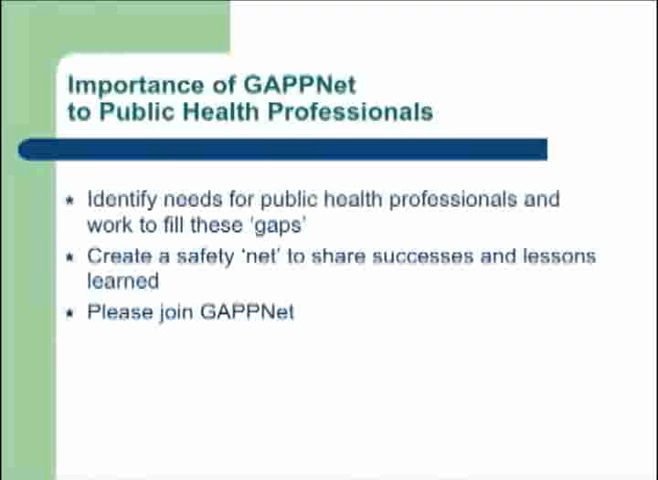 Importance of GAPPNet
to Public Health Professionals
* Identify needs for public health professionals and
work to fill these 'gaps'
* Create a safety 'net' to share successes and lessons
learned
* Please join GAPPNet